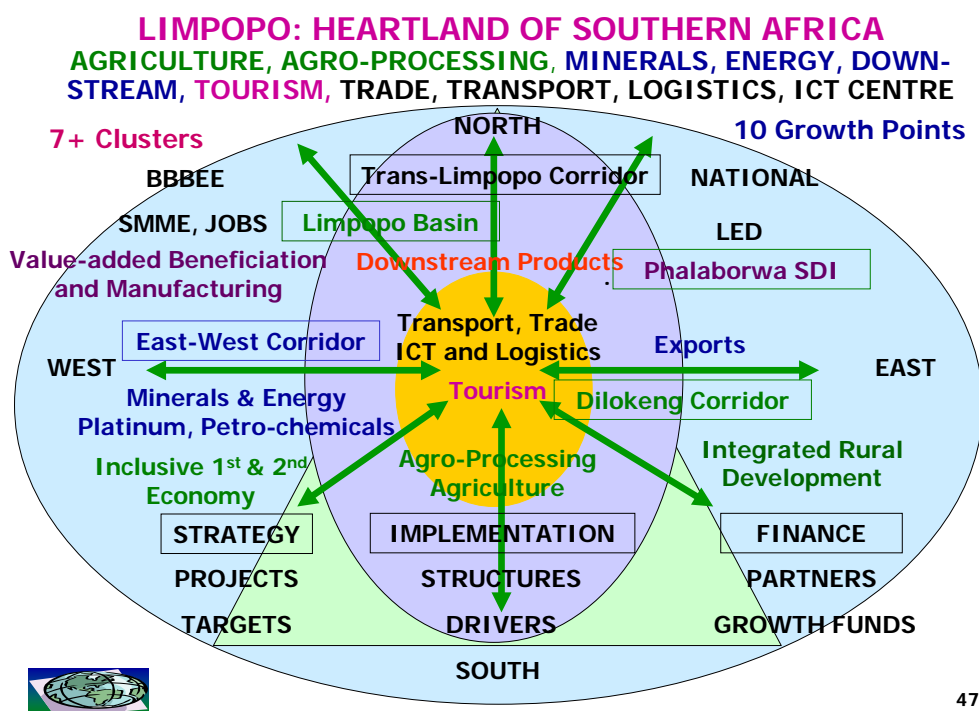 LIMPOPO: HEARTLAND OF SOUTHERN AFRICA
AGRICULTURE, AGRO-PROCESSING, MINERALS, ENERGY, DOWN-
STREAM, TOURISM, TRADE, TRANSPORT, LOGISTICS, ICT CENTRE
7+ Clusters
NORTH
10 Growth Points
BBBEE
Trans-Limpopo Corridor
NATIONAL
SMME, JOBS
Limpopo Basin
LED
Value-added Beneficiation
and Manufacturing
Downstream Products
. Phalaborwa SDI
Transport, Trade
ICT and Logistics
East-West Corridor
Exports
WEST
EAST
Tourism
Minerals & Energy
Platinum, Petro-chemicals
Dilokeng Corridor
Inclusive 1st & 2nd
Economy
Agro-Processing
Agriculture
Integrated Rural
Development
STRATEGY
IMPLEMENTATION
FINANCE
PROJECTS
STRUCTURES
PARTNERS
TARGETS
DRIVERS
GROWTH FUNDS
SOUTH
47